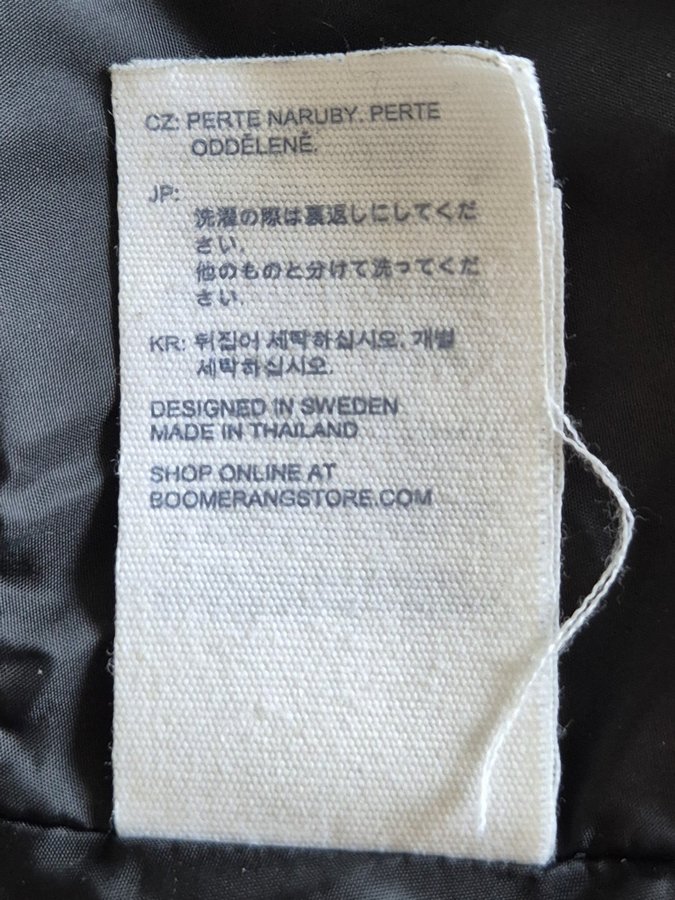 CZ: PERTE NARUBY. PERTE
ODDĚLENĚ.
JP:
洗濯の際は裏返しにしてくだ
さい.
他のものと分けて洗ってくだ
さい.
KR: 뒤집어 세탁하십시오. 개별
세탁하십시오.
DESIGNED IN SWEDEN
MADE IN THAILAND
SHOP ONLINE AT
BOOMERANGSTORE.COM